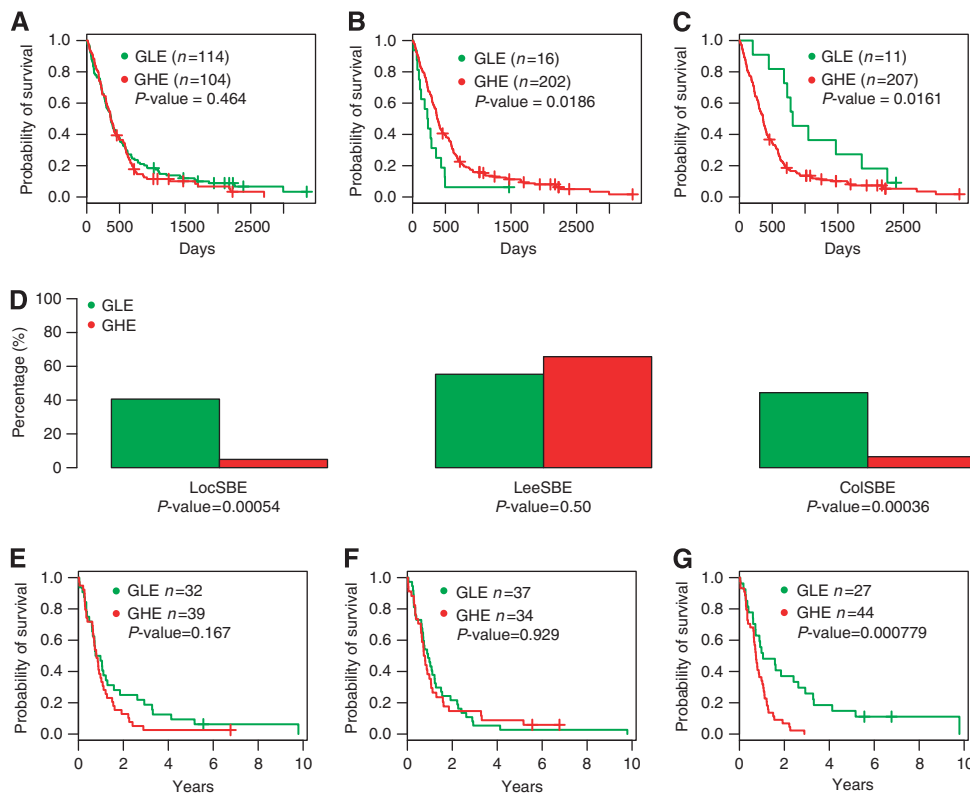 A
Probability of survival
1.0
0.8
0.6
0.4
0.2
0.0
GLE (n=114)
GHE (n=104)
P-value = 0.464
0 500 1500 2500
Days
B
Probability of survival
1.0
0.8
0.6
0.4
0.2
0.0
GLE (n=16)
GHE (n=202)
P-value = 0.0186
0 500 1500 2500
Days
C
Probability of survival
1.0
0.8
0.6
0.4
0.2
0.0
GLE (n=11)
GHE (n=207)
P-value = 0.0161
0 500 1500 2500
Days
D
Percentage (%)
100
80
60
40
20
0
GLE
GHE
LocSBE
P-value=0.00054
LeeSBE
P-value=0.50
ColSBE
P-value=0.00036
E
Probability of survival
1.0
0.8
0.6
0.4
0.2
0.0
GLE n=32
GHE n=39
P-value=0.167
0 2 4 6 8 10
Years
F
Probability of survival
1.0
0.8
0.6
0.4
0.2
0.0
GLE n=37
GHE n=34
P-value=0.929
0 2 4 6 8 10
Years
G
Probability of survival
1.0
0.8
0.6
0.4
0.2
0.0
GLE n=27
GHE n=44
P-value=0.000779
0 2 4 6 8 10
Years